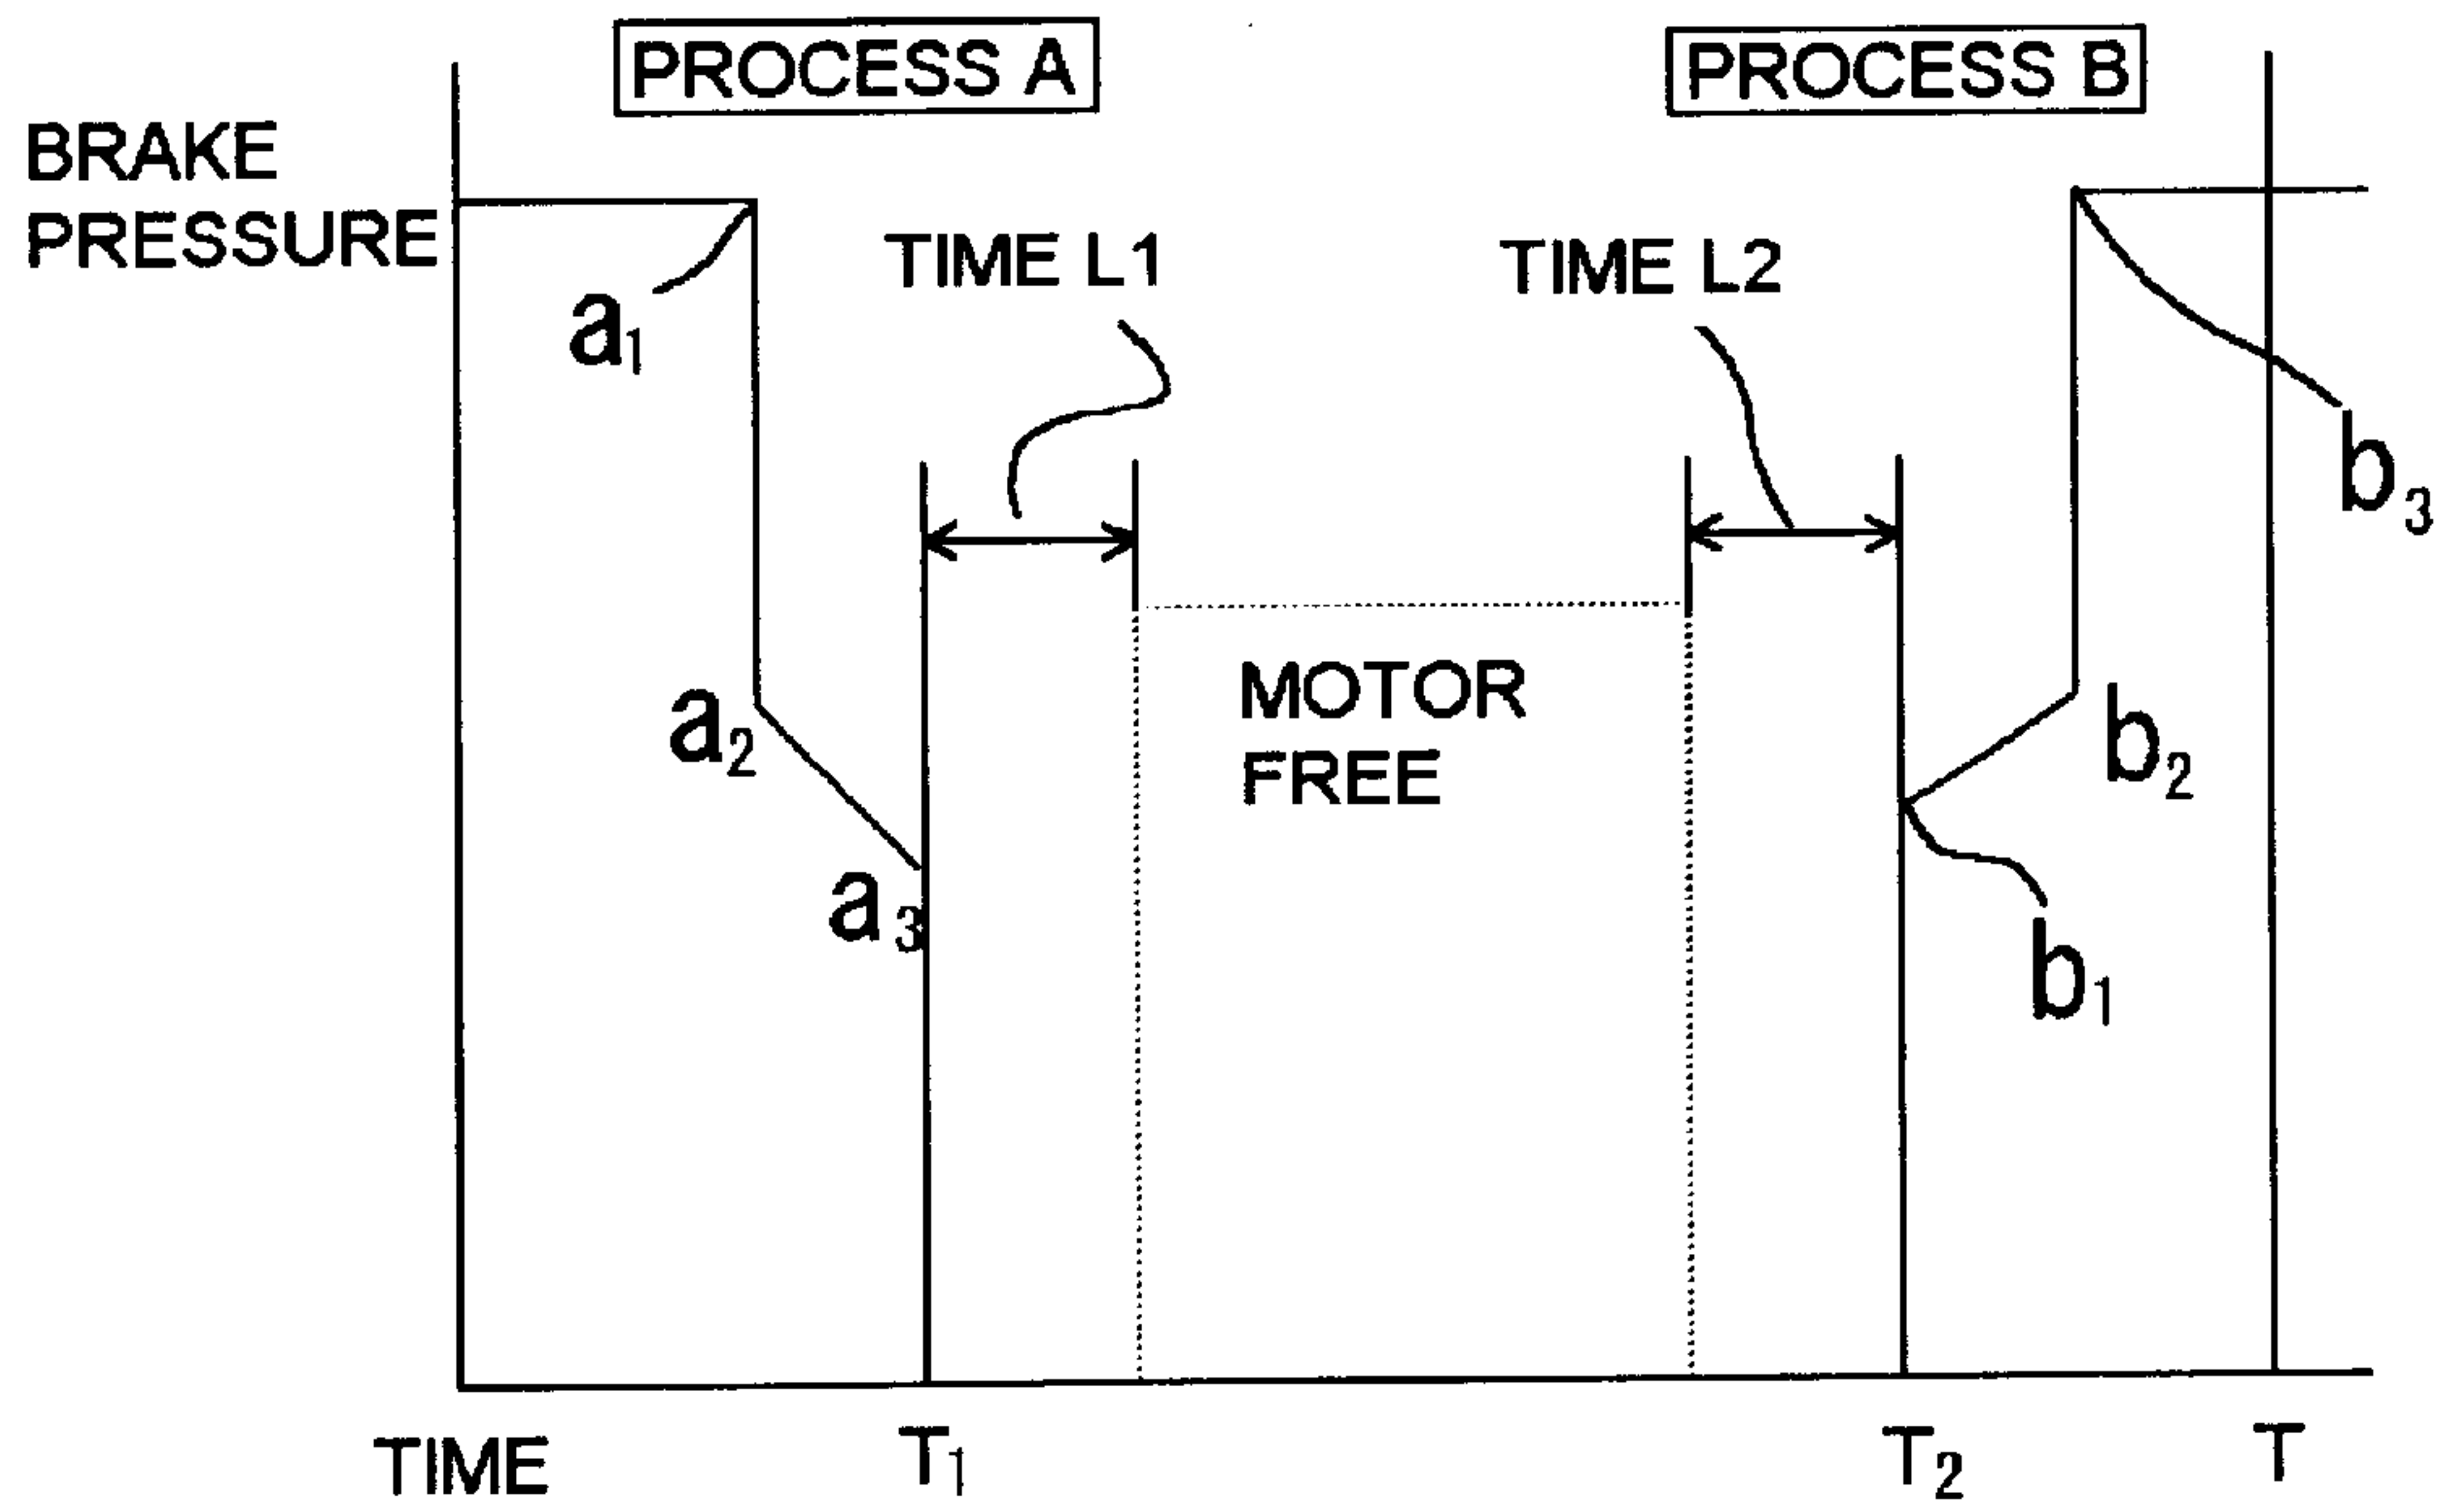 PROCESS A
PROCESS B
BRAKE
PRESSURE
TIME L1
TIME L2
a1
b3
MOTOR
FREE
a2
b2
a3
b1
TIME
T1
T2
T